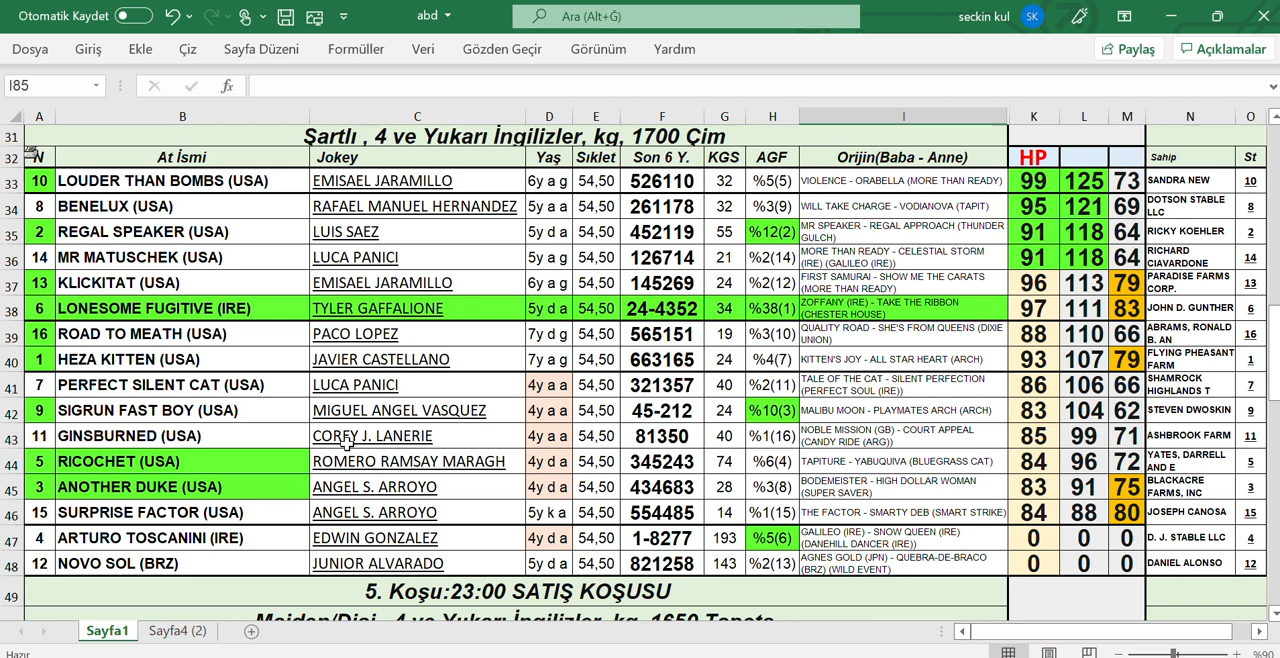 Otomatik Kaydet
abd
Ara (Alt+Ğ)
seckin kul
SK
Dosya Giriş Ekle Çiz Sayfa Düzeni Formüller Veri Gözden Geçir Görünüm Yardım Paylaş Açıklamalar
I85 fx
A B C D E F G H I K L M N O
31 Şartlı , 4 ve Yukarı İngilizler, kg, 1700 Çim
32 N At İsmi Jokey Yaş Sıklet Son 6 Y. KGS AGF Orijin(Baba - Anne) HP Sahip St
33 10 LOUDER THAN BOMBS (USA) EMISAEL JARAMILLO 6y a g 54,50 526110 32 %5(5) VIOLENCE - ORABELLA (MORE THAN READY) 99 125 73 SANDRA NEW 10
34 8 BENELUX (USA) RAFAEL MANUEL HERNANDEZ 5y a a 54,50 261178 32 %3(9) WILL TAKE CHARGE - VODIANOVA (TAPIT) 95 121 69 DOTSON STABLE LLC 8
35 2 REGAL SPEAKER (USA) LUIS SAEZ 5y d a 54,50 452119 55 %12(2) MR SPEAKER - REGAL APPROACH (THUNDER GULCH) 91 118 64 RICKY KOEHLER 2
36 14 MR MATUSCHEK (USA) LUCA PANICI 5y a a 54,50 126714 21 %2(14) MORE THAN READY - CELESTIAL STORM (IRE) (GALILEO (IRE)) 91 118 64 RICHARD CIAVARDONE 14
37 13 KLICKITAT (USA) EMISAEL JARAMILLO 6y a g 54,50 145269 24 %2(12) FIRST SAMURAI - SHOW ME THE CARATS (MORE THAN READY) 96 113 79 PARADISE FARMS CORP. 13
38 6 LONESOME FUGITIVE (IRE) TYLER GAFFALIONE 5y d a 54,50 24-4352 34 %38(1) ZOFFANY (IRE) - TAKE THE RIBBON (CHESTER HOUSE) 97 111 83 JOHN D. GUNTHER 6
39 16 ROAD TO MEATH (USA) PACO LOPEZ 7y d g 54,50 565151 19 %3(10) QUALITY ROAD - SHE'S FROM QUEENS (DIXIE UNION) 88 110 66 ABRAMS, RONALD B. AN 16
40 1 HEZA KITTEN (USA) JAVIER CASTELLANO 7y a g 54,50 663165 24 %4(7) KITTEN'S JOY - ALL STAR HEART (ARCH) 93 107 79 FLYING PHEASANT FARM 1
41 7 PERFECT SILENT CAT (USA) LUCA PANICI 4y a a 54,50 321357 40 %2(11) TALE OF THE CAT - SILENT PERFECTION (PERFECT SOUL (IRE)) 86 106 66 SHAMROCK HIGHLANDS T 7
42 9 SIGRUN FAST BOY (USA) MIGUEL ANGEL VASQUEZ 4y a a 54,50 45-212 24 %10(3) MALIBU MOON - PLAYMATES ARCH (ARCH) 83 104 62 STEVEN DWOSKIN 9
43 11 GINSBURNED (USA) COREY J. LANERIE 4y a a 54,50 81350 40 %1(16) NOBLE MISSION (GB) - COURT APPEAL (CANDY RIDE (ARG)) 85 99 71 ASHBROOK FARM 11
44 5 RICOCHET (USA) ROMERO RAMSAY MARAGH 4y d a 54,50 345243 74 %6(4) TAPITURE - YABUQUIVA (BLUEGRASS CAT) 84 96 72 YATES, DARRELL AND E 5
45 3 ANOTHER DUKE (USA) ANGEL S. ARROYO 4y d a 54,50 434683 28 %3(8) BODEMEISTER - HIGH DOLLAR WOMAN (SUPER SAVER) 83 91 75 BLACKACRE FARMS, INC 3
46 15 SURPRISE FACTOR (USA) ANGEL S. ARROYO 5y k a 54,50 554485 14 %1(15) THE FACTOR - SMARTY DEB (SMART STRIKE) 84 88 80 JOSEPH CANOSA 15
47 4 ARTURO TOSCANINI (IRE) EDWIN GONZALEZ 4y d a 54,50 1-8277 193 %5(6) GALILEO (IRE) - SNOW QUEEN (IRE) (DANEHILL DANCER (IRE)) 0 0 0 D. J. STABLE LLC 4
48 12 NOVO SOL (BRZ) JUNIOR ALVARADO 5y d a 54,50 821258 143 %2(13) AGNES GOLD (JPN) - QUEBRA-DE-BRACO (BRZ) (WILD EVENT) 0 0 0 DANIEL ALONSO 12
49 5. Koşu:23:00 SATIŞ KOŞUSU
Maiden/Dişi , 4 ve Yukarı İngilizler, kg, 1650 Tapeta
Sayfa1 Sayfa4 (2)
Hazır %90